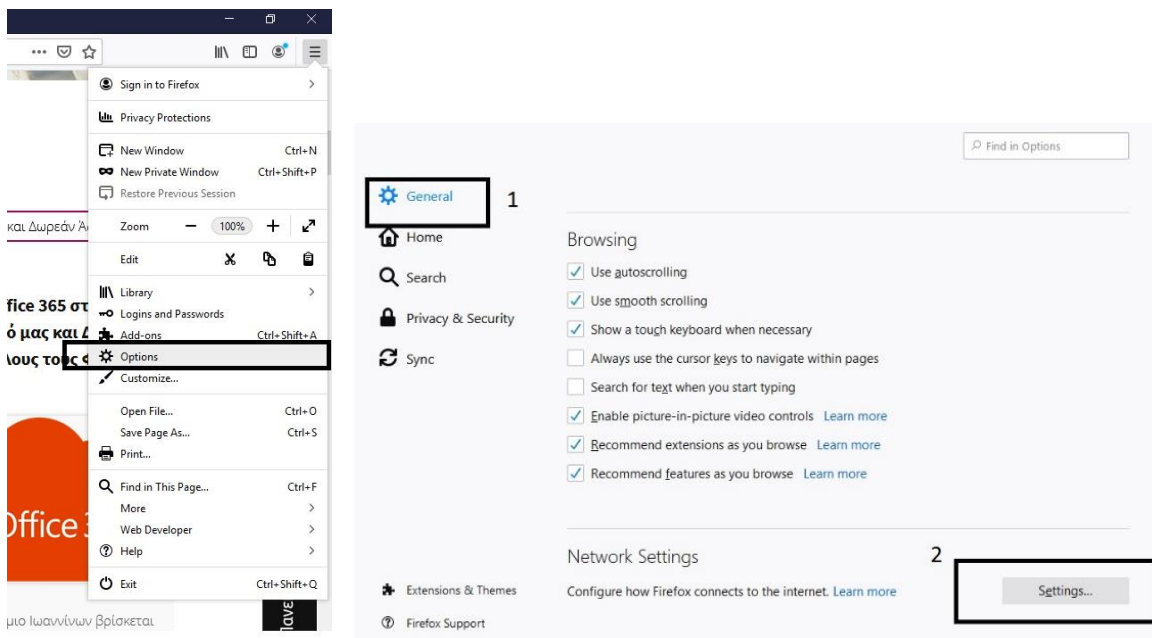 Sign in to Firefox
Privacy Protections
New Window Ctrl+N
New Private Window Ctrl+Shift+P
Restore Previous Session
Zoom 100%
Edit
Library
Logins and Passwords
Add-ons Ctrl+Shift+A
Options
Customize...
Open File... Ctrl+O
Save Page As... Ctrl+S
Print...
Find in This Page... Ctrl+F
More
Web Developer
Help
Exit Ctrl+Shift+Q
και Δωρεάν
fice 365 στ
ό μας και Δ
λους τους
Office
μιο Ιωαννίνων βρίσκεται
Πανε
Find in Options
General 1
Home
Search
Privacy & Security
Sync
Extensions & Themes
Firefox Support
Browsing
Use autoscrolling
Use smooth scrolling
Show a touch keyboard when necessary
Always use the cursor keys to navigate within pages
Search for text when you start typing
Enable picture-in-picture video controls Learn more
Recommend extensions as you browse Learn more
Recommend features as you browse Learn more
Network Settings 2
Configure how Firefox connects to the internet. Learn more Settings...